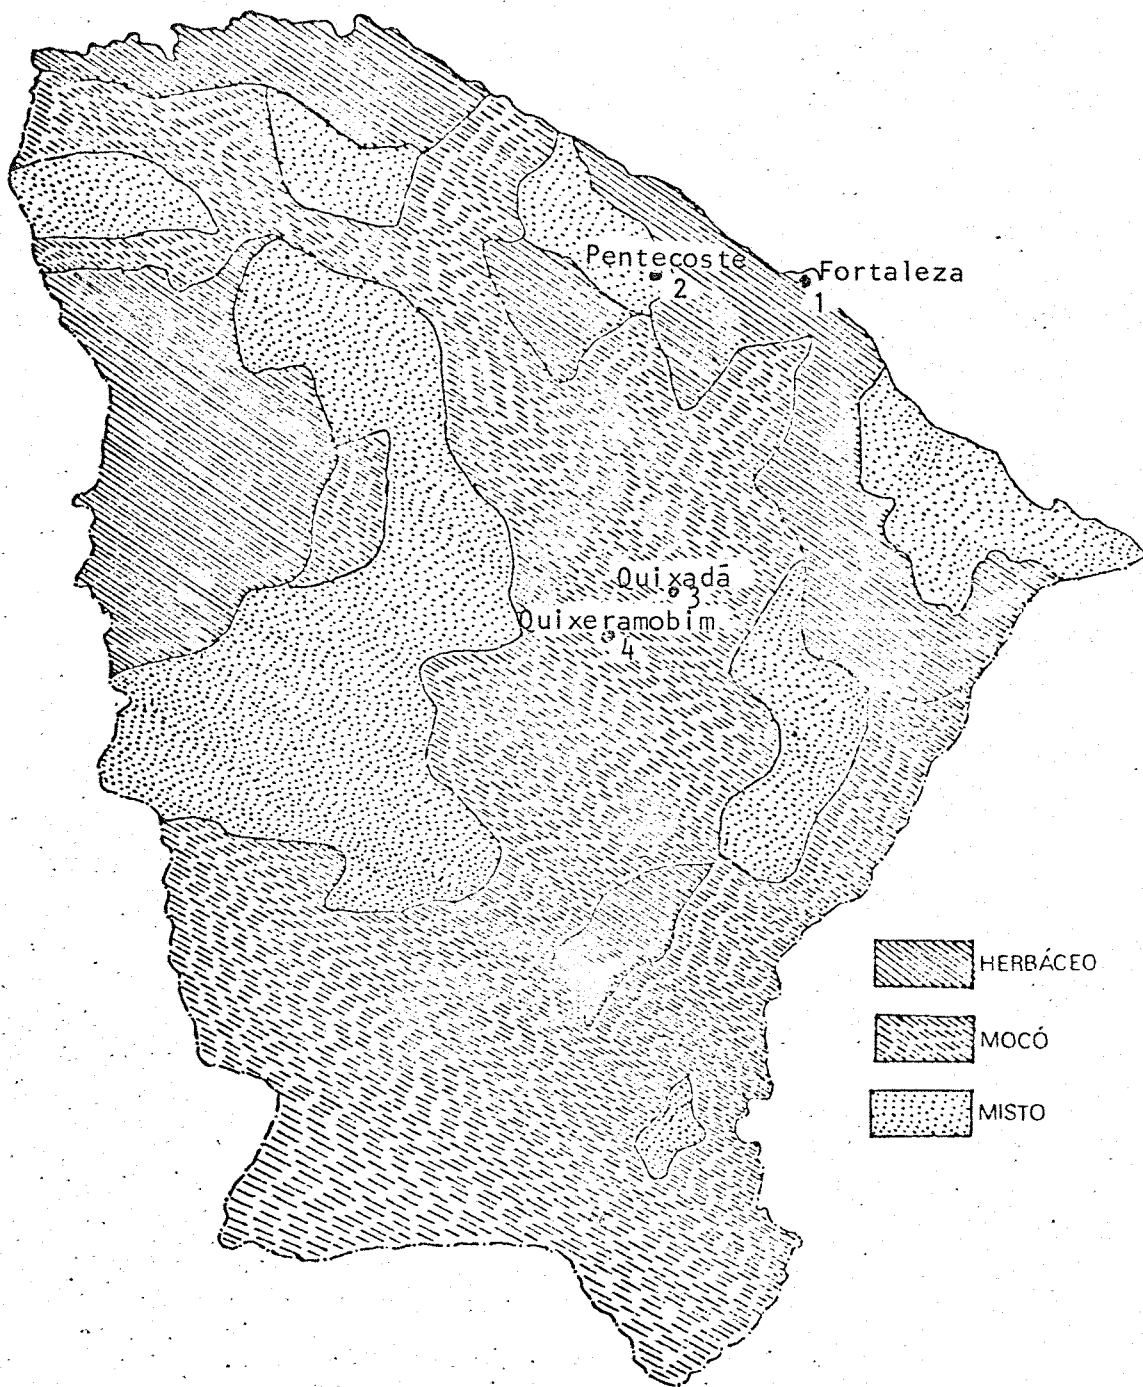 Pentecoste
2
Fortaleza
1
Quixadá
3
Quixeramobim
4
HERBÁCEO
MOCÓ
MISTO